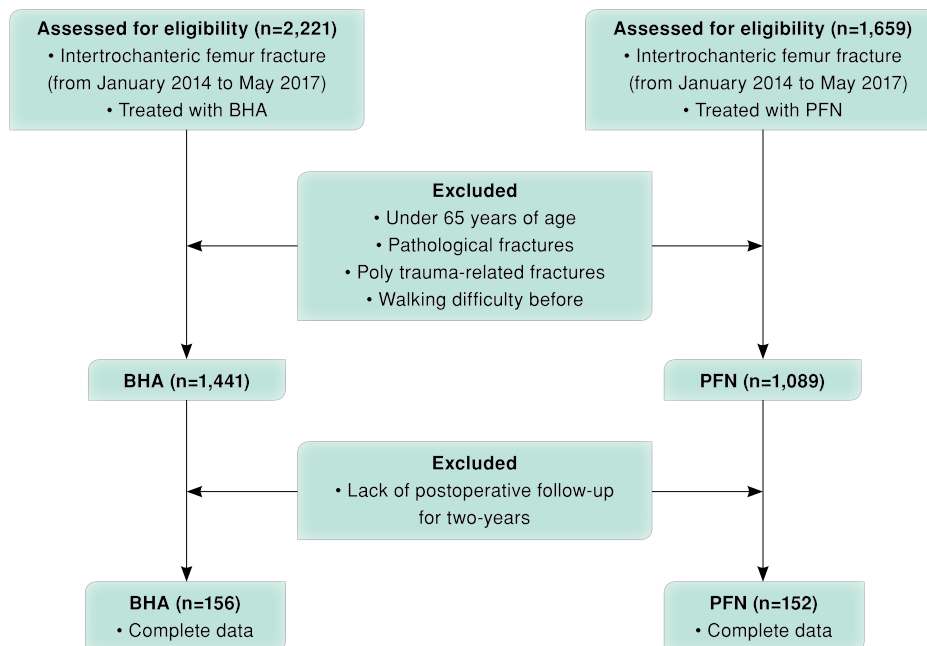 Assessed for eligibility (n=2,221)
• Intertrochanteric femur fracture
(from January 2014 to May 2017)
• Treated with BHA
Assessed for eligibility (n=1,659)
• Intertrochanteric femur fracture
(from January 2014 to May 2017)
• Treated with PFN
Excluded
• Under 65 years of age
• Pathological fractures
• Poly trauma-related fractures
• Walking difficulty before
BHA (n=1,441)
PFN (n=1,089)
Excluded
• Lack of postoperative follow-up
for two-years
BHA (n=156)
• Complete data
PFN (n=152)
• Complete data